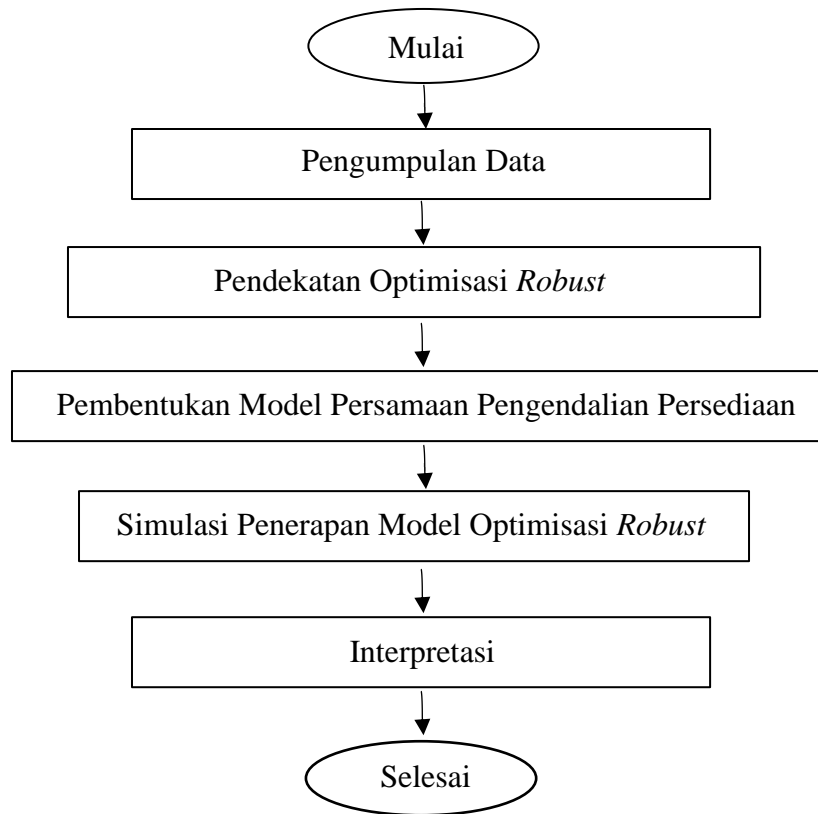 Mulai
Pengumpulan Data
Pendekatan Optimisasi Robust
Pembentukan Model Persamaan Pengendalian Persediaan
Simulasi Penerapan Model Optimisasi Robust
Interpretasi
Selesai